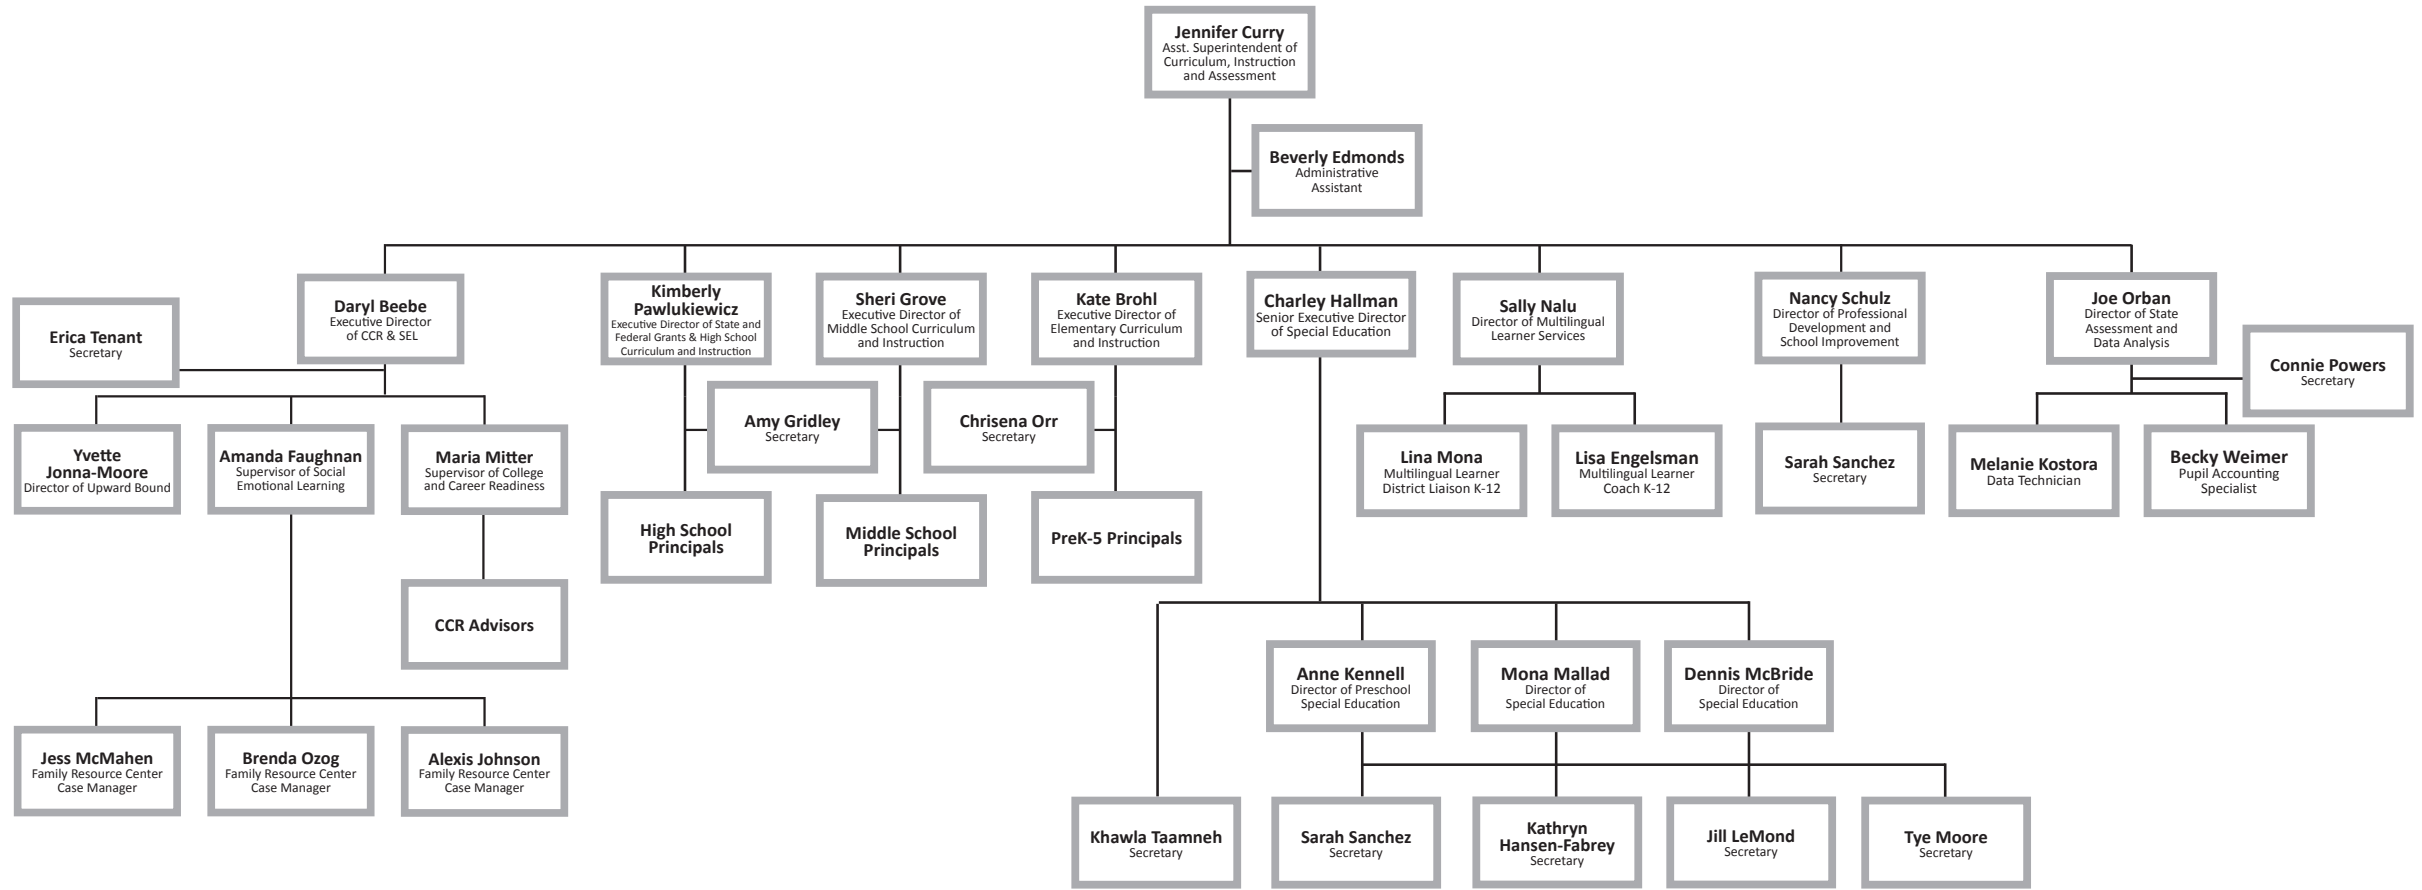 Jennifer Curry
Asst. Superintendent of
Curriculum, Instruction
and Assessment
Beverly Edmonds
Administrative
Assistant
Erica Tenant
Secretary
Daryl Beebe
Executive Director
of CCR & SEL
Kimberly
Pawlukiewicz
Executive Director of State and
Federal Grants & High School
Curriculum and Instruction
Sheri Grove
Executive Director of
Middle School Curriculum
and Instruction
Kate Brohl
Executive Director of
Elementary Curriculum
and Instruction
Charley Hallman
Senior Executive Director
of Special Education
Sally Nalu
Director of Multilingual
Learner Services
Nancy Schulz
Director of Professional
Development and
School Improvement
Joe Orban
Director of State
Assessment and
Data Analysis
Connie Powers
Secretary
Amy Gridley
Secretary
Chrisena Orr
Secretary
Yvette
Jonna-Moore
Director of Upward Bound
Amanda Faughnan
Supervisor of Social
Emotional Learning
Maria Mitter
Supervisor of College
and Career Readiness
Lina Mona
Multilingual Learner
District Liaison K-12
Lisa Engelsman
Multilingual Learner
Coach K-12
Sarah Sanchez
Secretary
Melanie Kostora
Data Technician
Becky Weimer
Pupil Accounting
Specialist
High School
Principals
Middle School
Principals
PreK-5 Principals
CCR Advisors
Anne Kennell
Director of Preschool
Special Education
Mona Mallad
Director of
Special Education
Dennis McBride
Director of
Special Education
Jess McMahen
Family Resource Center
Case Manager
Brenda Ozog
Family Resource Center
Case Manager
Alexis Johnson
Family Resource Center
Case Manager
Khawla Taamneh
Secretary
Sarah Sanchez
Secretary
Kathryn
Hansen-Fabrey
Secretary
Jill LeMond
Secretary
Tye Moore
Secretary